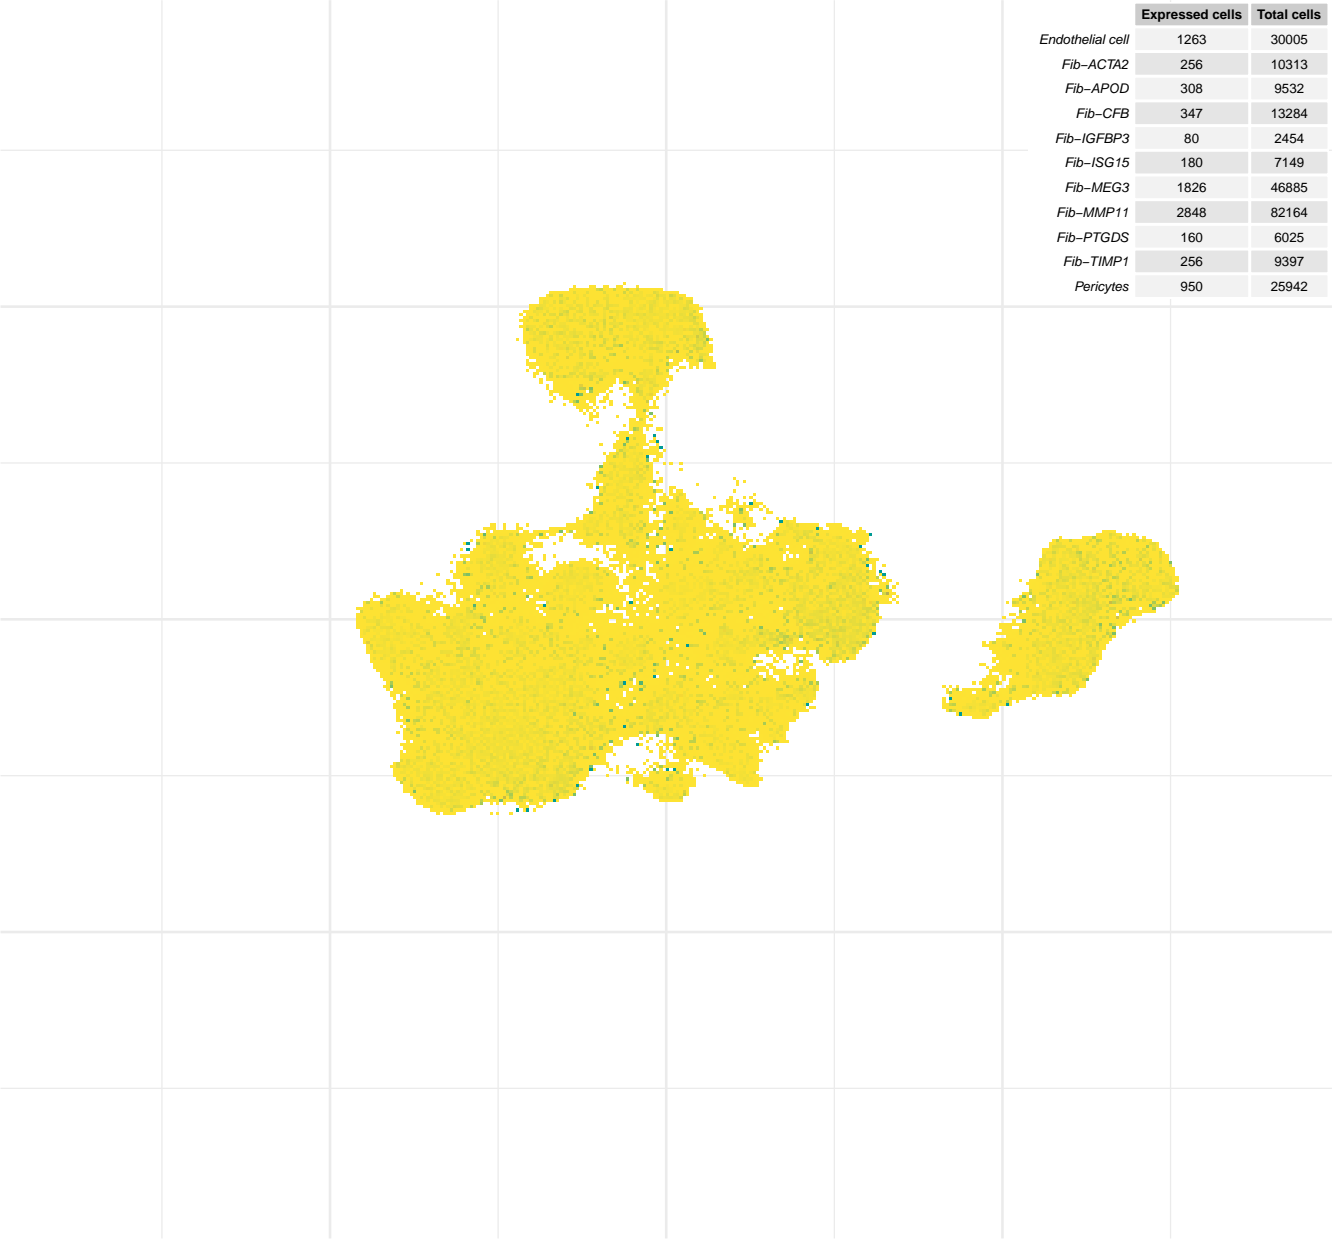 Expressed cells Total cells
Endothelial cell 1263 30005
Fib−ACTA2 256 10313
Fib−APOD 308 9532
Fib−CFB 347 13284
Fib−IGFBP3 80 2454
Fib−ISG15 180 7149
Fib−MEG3 1826 46885
Fib−MMP11 2848 82164
Fib−PTGDS 160 6025
Fib−TIMP1 256 9397
Pericytes 950 25942